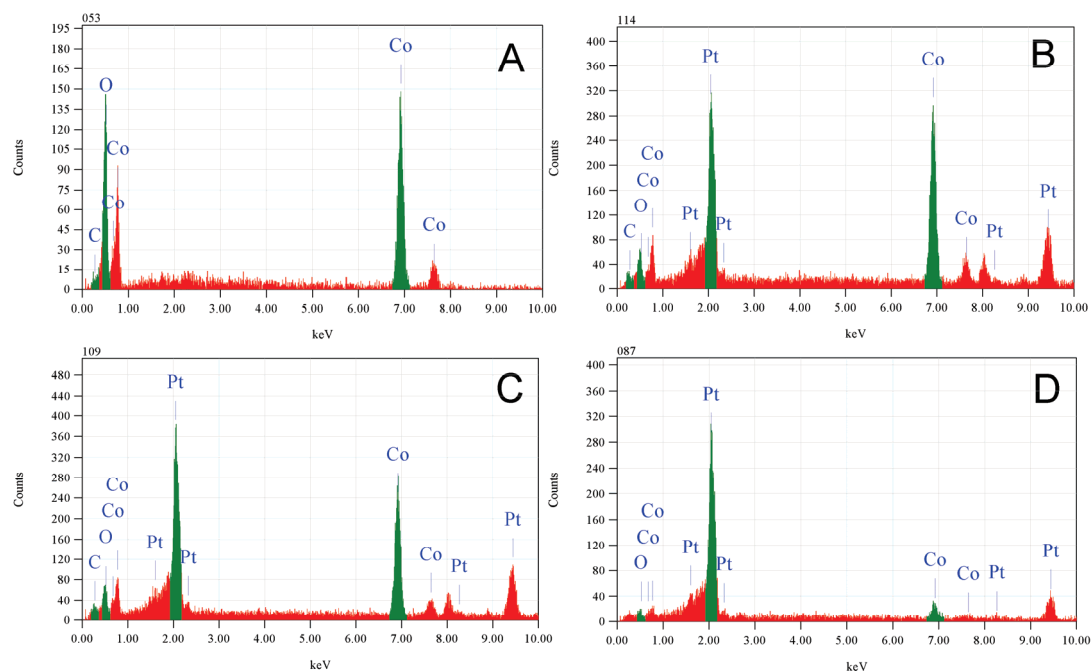 053
A
195
180
165
150
135
120
105
90
75
60
45
30
15
0
Counts
O
Co
Co
C
Co
Co
0.00 1.00 2.00 3.00 4.00 5.00 6.00 7.00 8.00 9.00 10.00
keV
114
B
400
360
320
280
240
200
160
120
80
40
0
Counts
Pt
Co
Co
Co
O
C
Pt
Pt
Co
Pt
Pt
0.00 1.00 2.00 3.00 4.00 5.00 6.00 7.00 8.00 9.00 10.00
keV
109
C
480
440
400
360
320
280
240
200
160
120
80
40
0
Counts
Pt
Co
Co
Co
O
C
Pt
Pt
Co
Pt
Pt
0.00 1.00 2.00 3.00 4.00 5.00 6.00 7.00 8.00 9.00 10.00
keV
087
D
400
360
320
280
240
200
160
120
80
40
0
Counts
Pt
Co
Co
O
Pt
Pt
Co
Co
Pt
Pt
0.00 1.00 2.00 3.00 4.00 5.00 6.00 7.00 8.00 9.00 10.00
keV